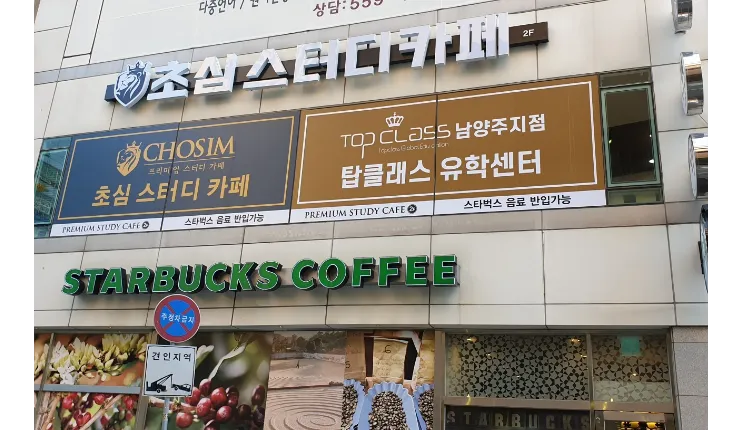 상담:559
초심스터디카페 2F
CHOSIM
프리미엄 스터디 카페
초심 스터디 카페
PREMIUM STUDY CAFE
스타벅스 음료 반입가능
TOP CLASS 남양주지점
탑클래스 유학센터
PREMIUM STUDY CAFE
스타벅스 음료 반입가능
STARBUCKS COFFEE
주정차금지
견인지역
STARBUCKS